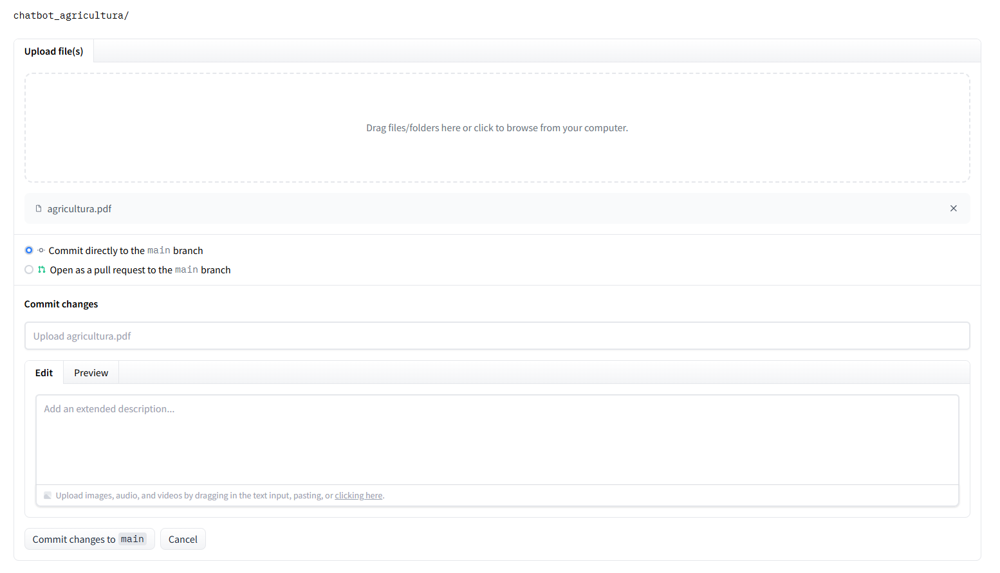 chatbot_agricultura/
Upload file(s)
Drag files/folders here or click to browse from your computer.
agricultura.pdf
Commit directly to the main branch
Open as a pull request to the main branch
Commit changes
Upload agricultura.pdf
Edit Preview
Add an extended description...
Upload images, audio, and videos by dragging in the text input, pasting, or clicking here.
Commit changes to main Cancel